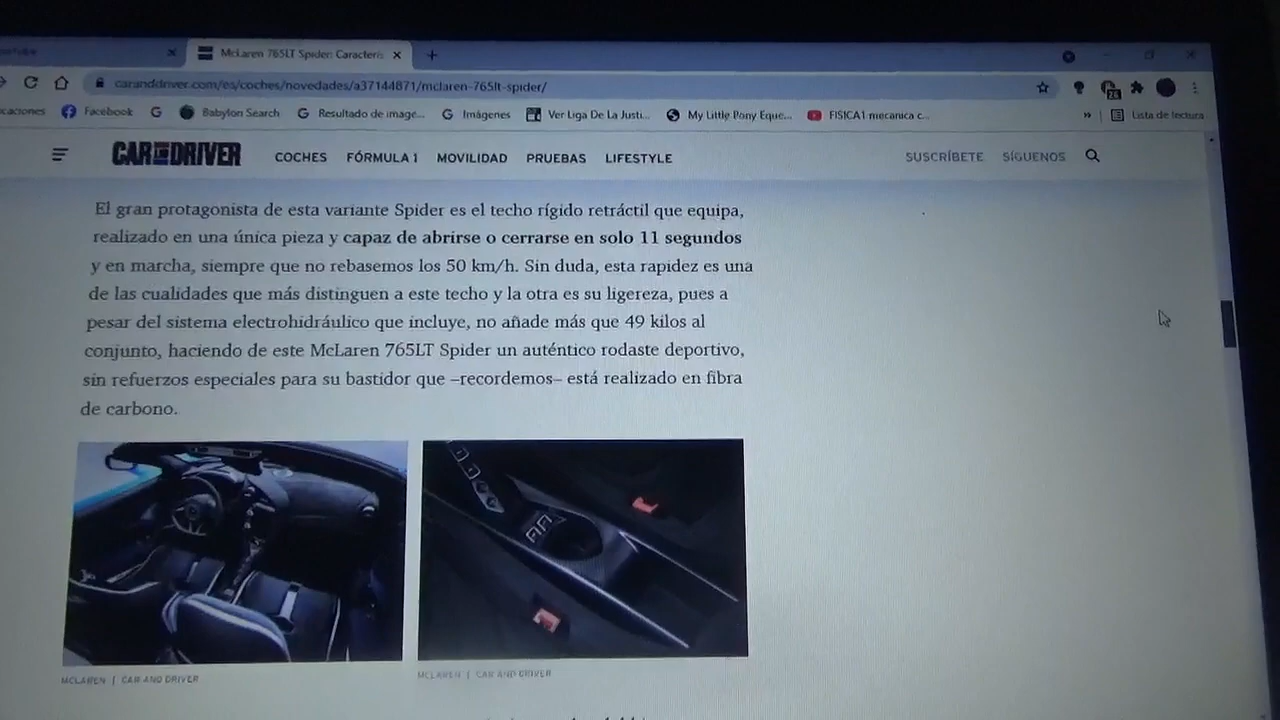 McLaren 765LT Spider: Caracterís
caranddriver.com/es/coches/novedades/a37144871/mclaren-765lt-spider/
26
caciones
Facebook
Babylon Search
Resultado de image...
Imágenes
Ver Liga De La Justi...
My Little Pony Eque...
FISICA1 mecanica c...
»
Lista de lectura
CAR AND DRIVER
COCHES
FÓRMULA 1
MOVILIDAD
PRUEBAS
LIFESTYLE
SUSCRÍBETE
SÍGUENOS
El gran protagonista de esta variante Spider es el techo rígido retráctil que equipa,
realizado en una única pieza y capaz de abrirse o cerrarse en solo 11 segundos
y en marcha, siempre que no rebasemos los 50 km/h. Sin duda, esta rapidez es una
de las cualidades que más distinguen a este techo y la otra es su ligereza, pues a
pesar del sistema electrohidráulico que incluye, no añade más que 49 kilos al
conjunto, haciendo de este McLaren 765LT Spider un auténtico rodaste deportivo,
sin refuerzos especiales para su bastidor que –recordemos– está realizado en fibra
de carbono.
MCLAREN | CAR AND DRIVER
MCLAREN | CAR AND DRIVER